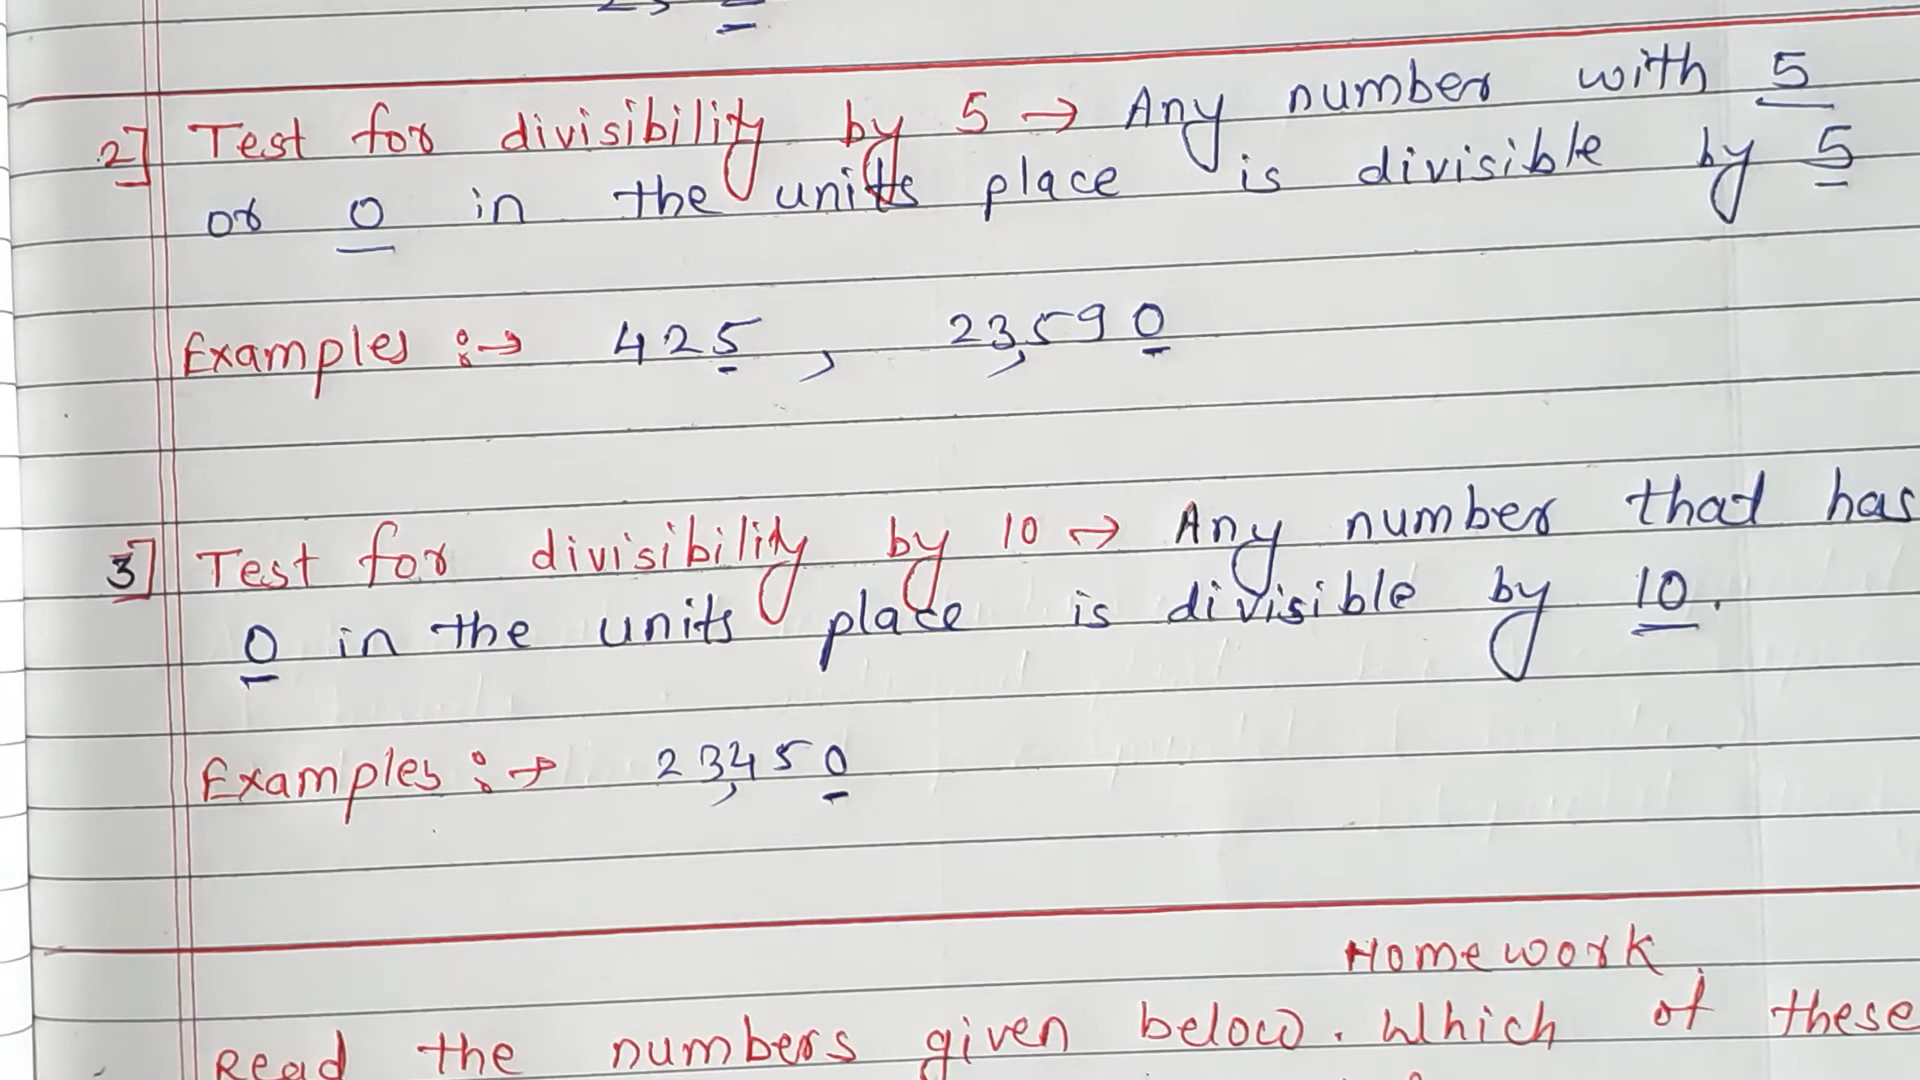 2] Test for divisibility by 5 → Any number with 5
or 0 in the units place is divisible by 5
Examples :→ 425 , 23,590
3] Test for divisibility by 10 → Any number that has
0 in the units place is divisible by 10.
Examples :→ 23,450
Homework
Read the numbers given below. Which of these